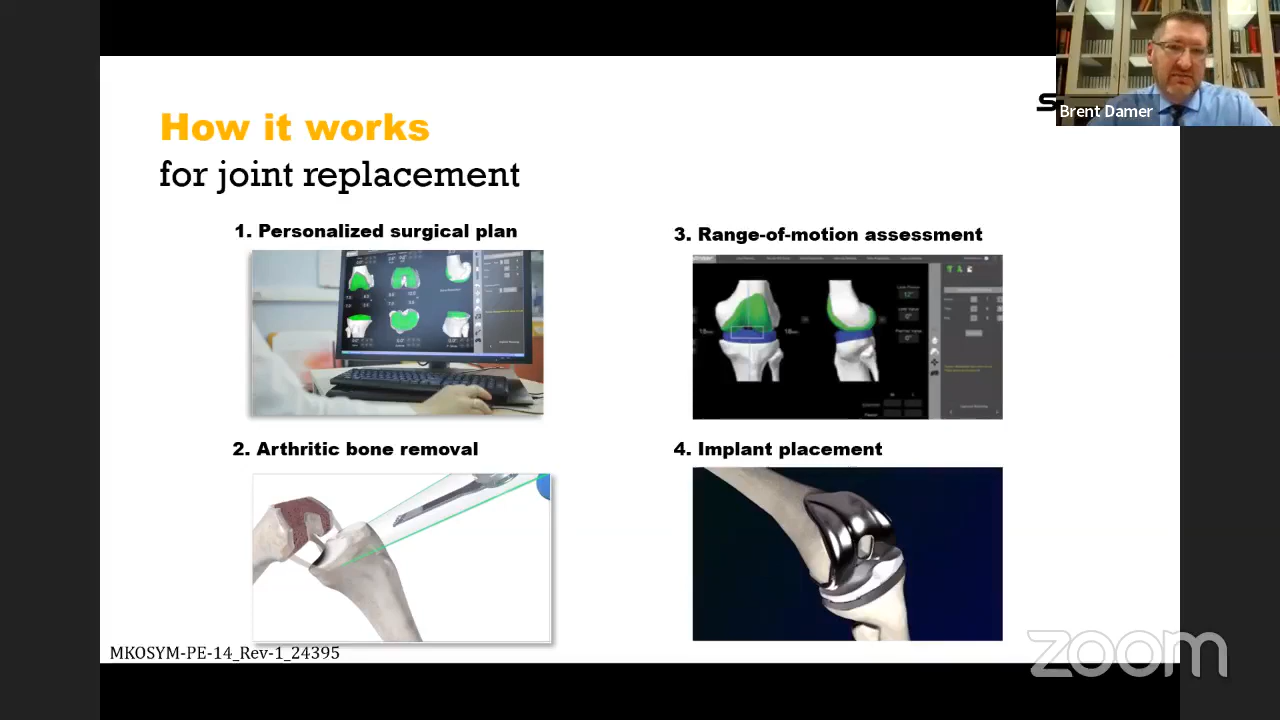 How it works
for joint replacement
1. Personalized surgical plan
3. Range-of-motion assessment
2. Arthritic bone removal
4. Implant placement
MKOSYM-PE-14_Rev-1_24395
Brent Damer
zoom